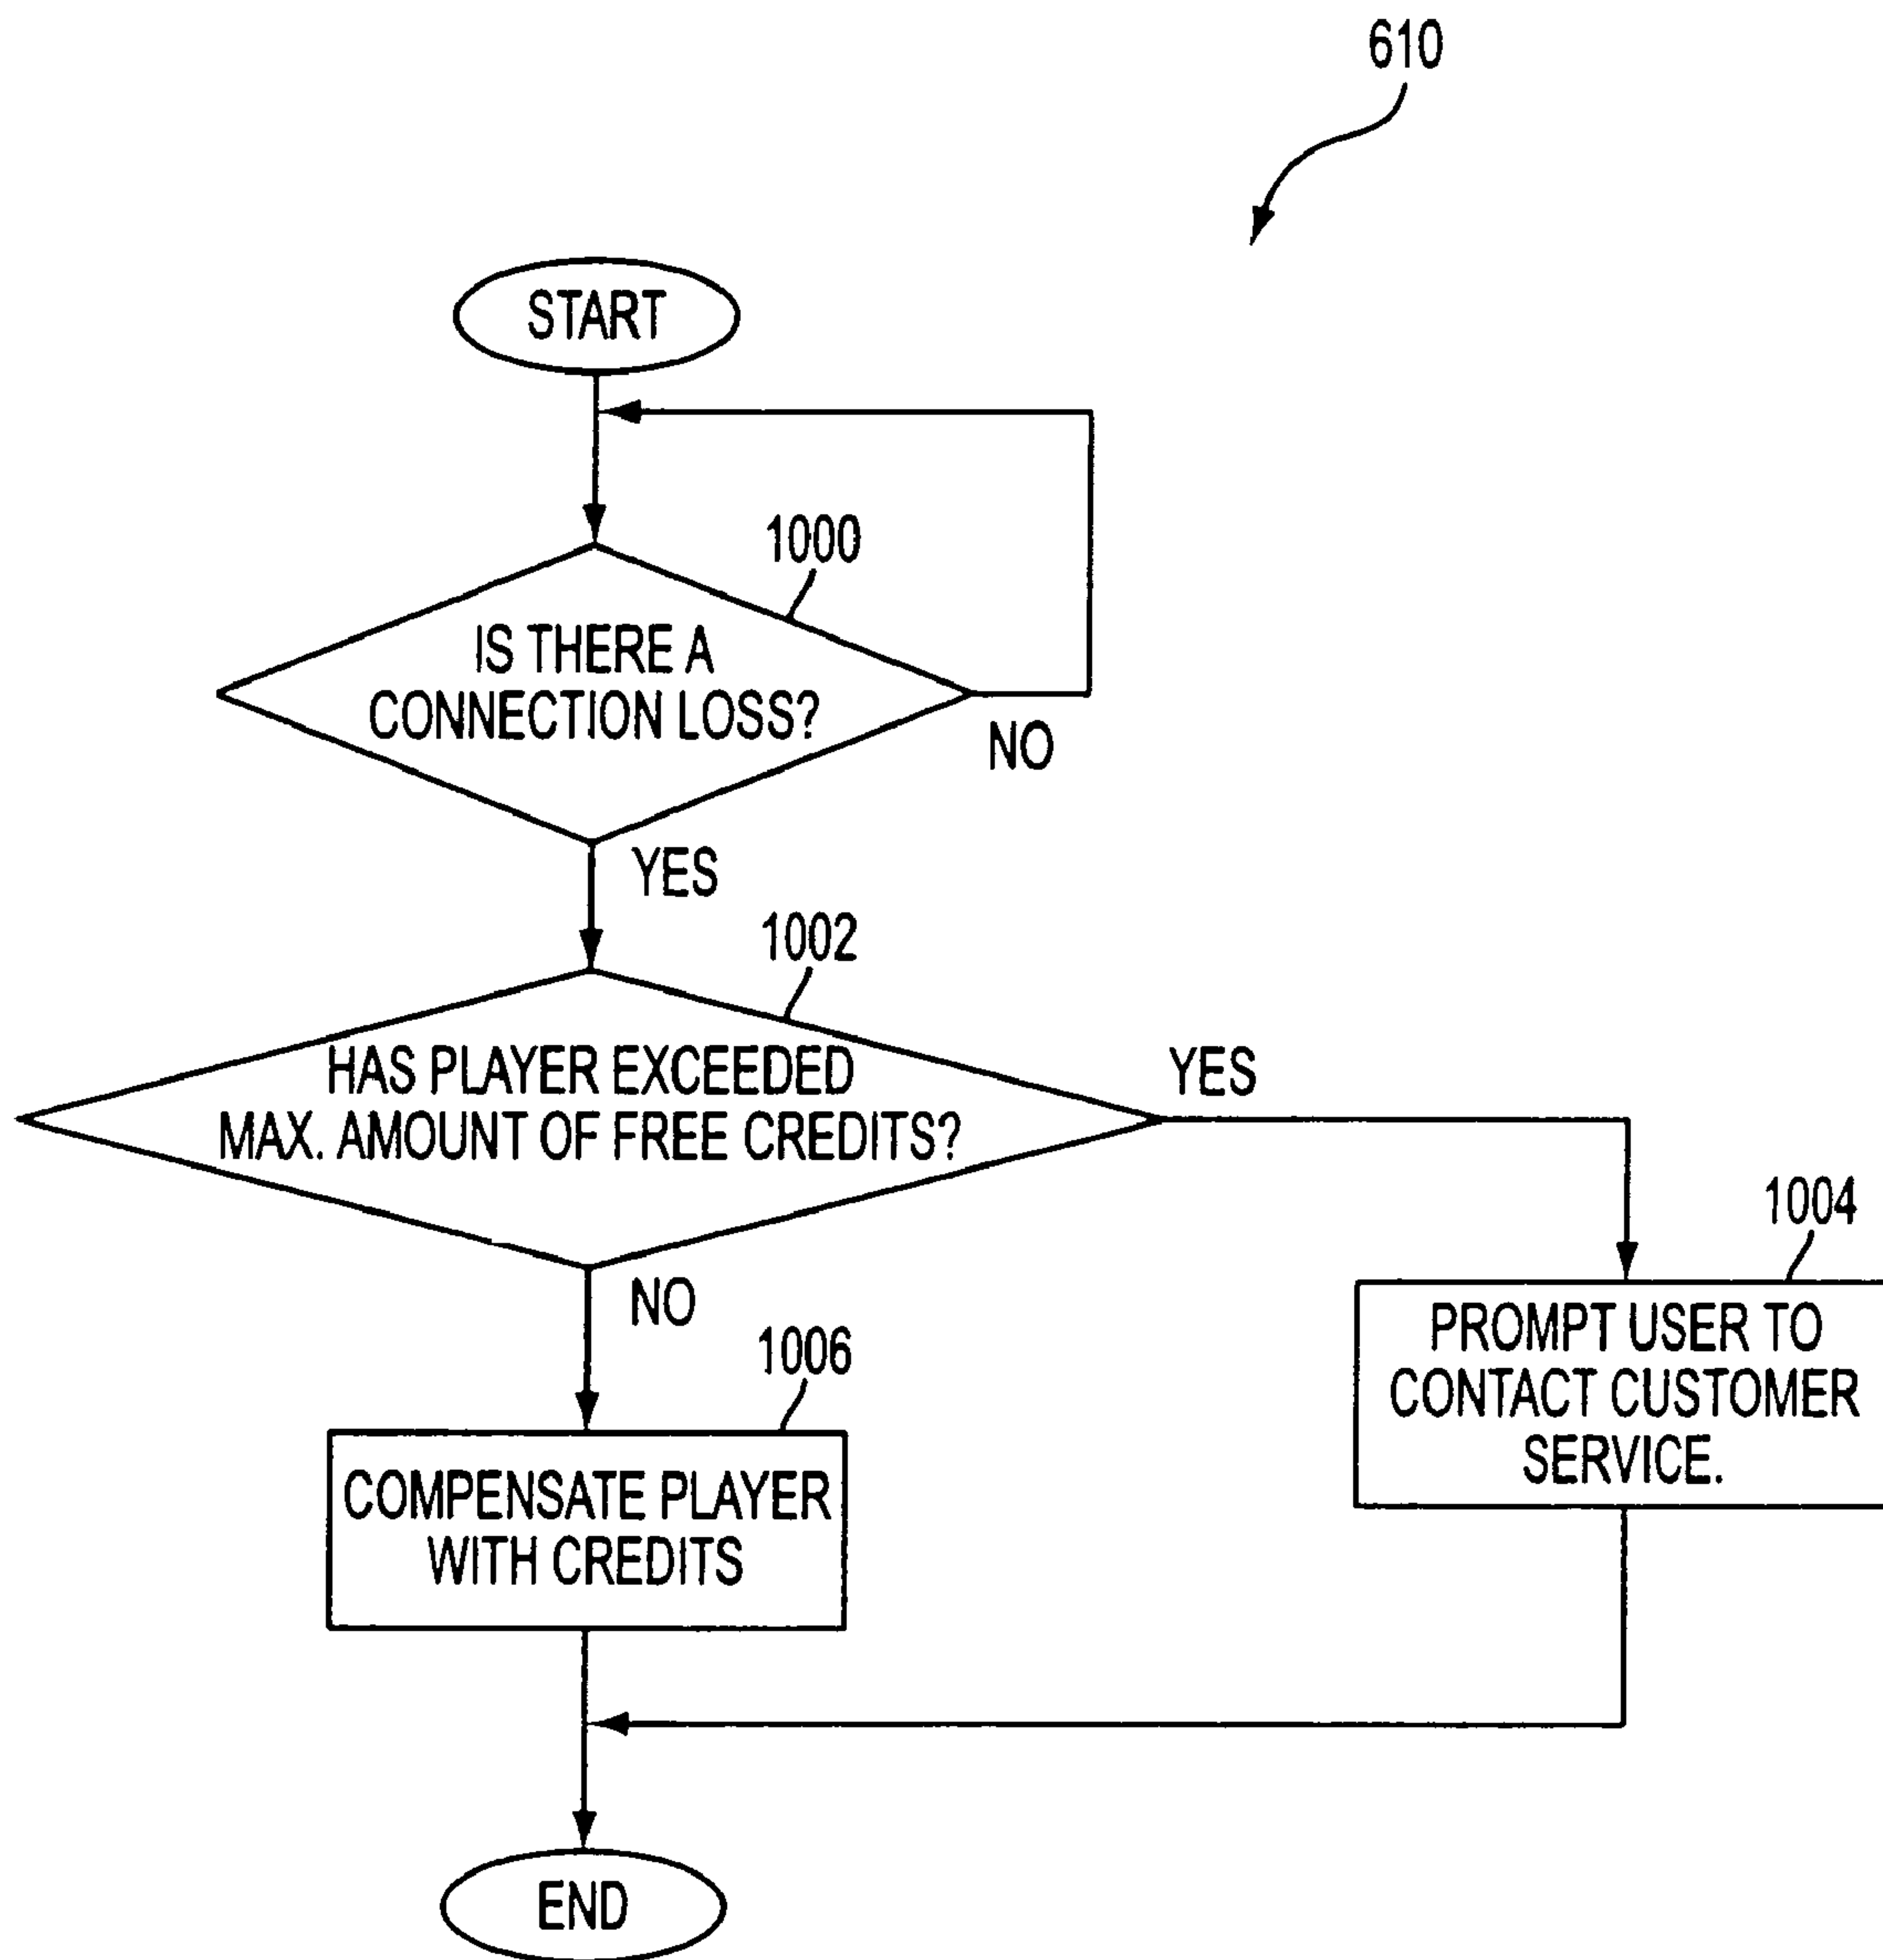 610
START
1000
IS THERE A
CONNECTION LOSS?
NO
YES
1002
HAS PLAYER EXCEEDED
MAX. AMOUNT OF FREE CREDITS?
YES
NO
1004
PROMPT USER TO
CONTACT CUSTOMER
SERVICE.
1006
COMPENSATE PLAYER
WITH CREDITS
END